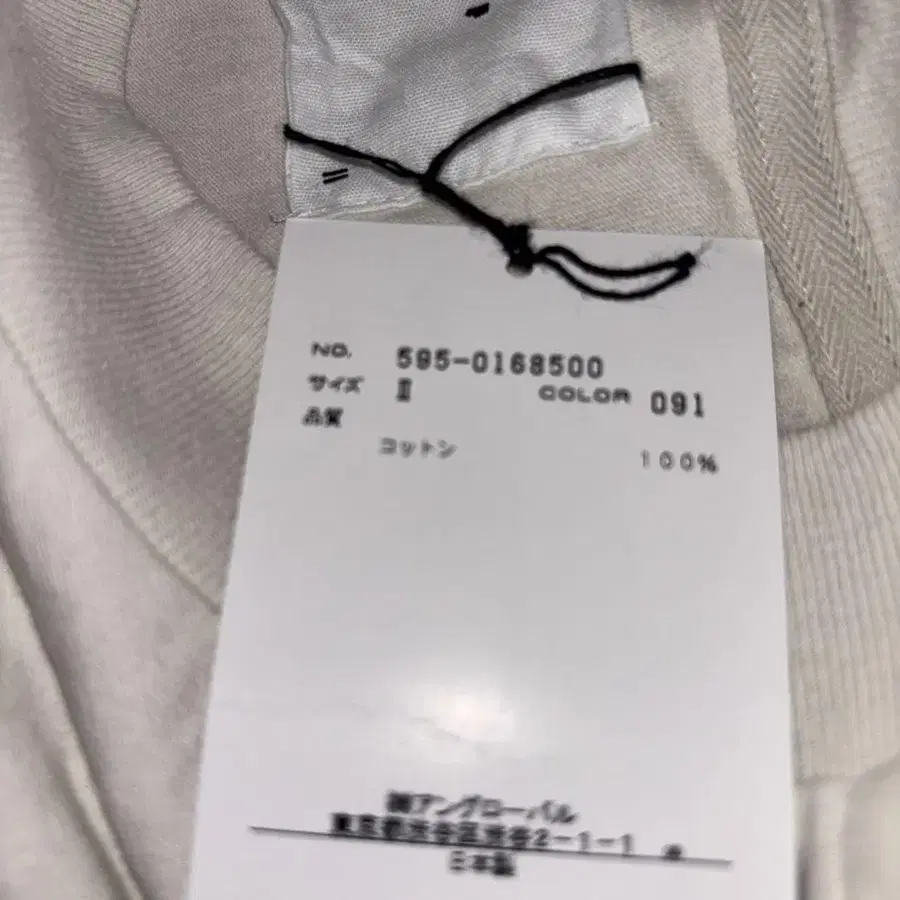 NO. 595-0168500
サイズ II COLOR 091
品質
コットン 100%
㈱アングローバル
東京都渋谷区渋谷2-1-1
日本製